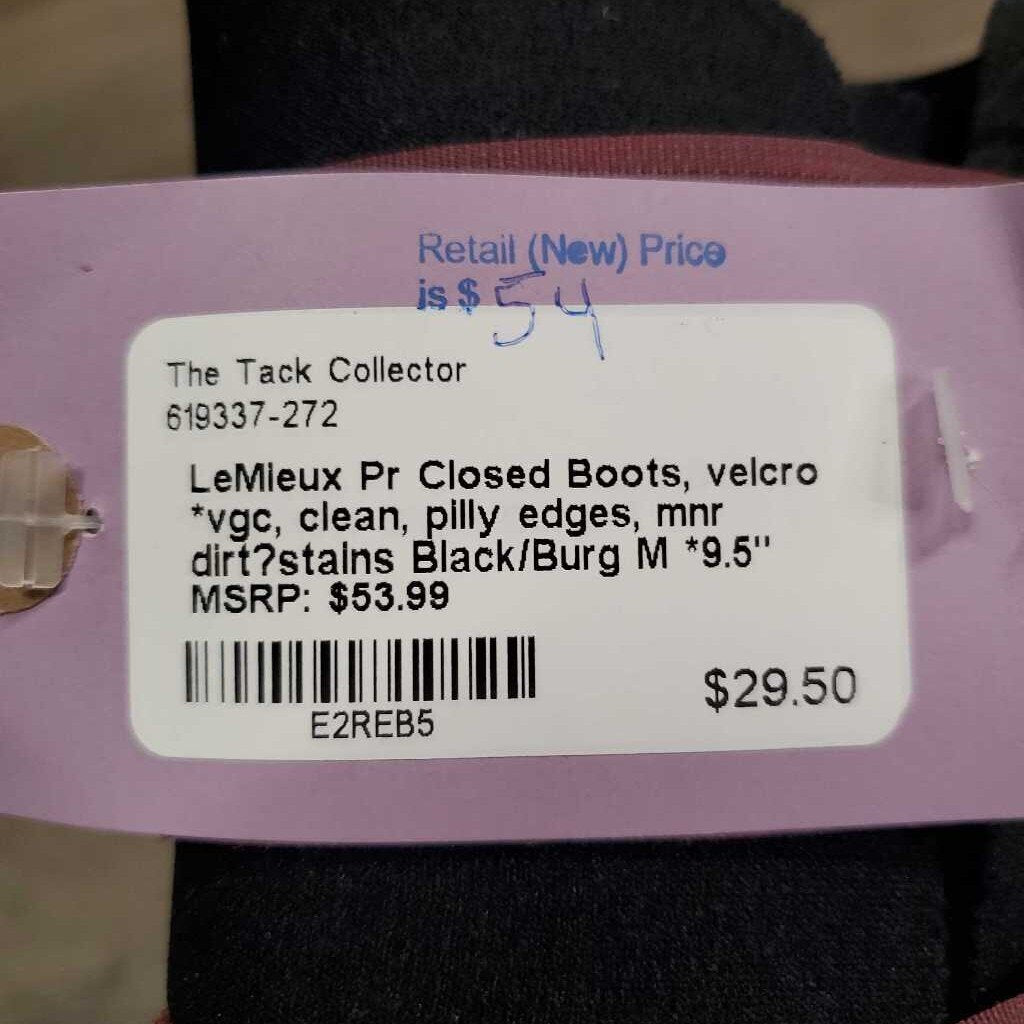 Retail (New) Price
is $ 54
The Tack Collector
619337-272
LeMieux Pr Closed Boots, velcro
*vgc, clean, pilly edges, mnr
dirt?stains Black/Burg M *9.5"
MSRP: $53.99
E2REB5
$29.50